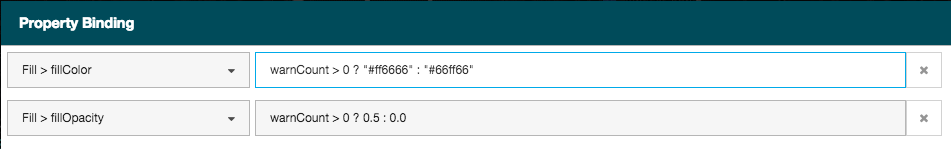 Property Binding
Fill > fillColor warnCount > 0 ? "#ff6666" : "#66ff66"
Fill > fillOpacity warnCount > 0 ? 0.5 : 0.0